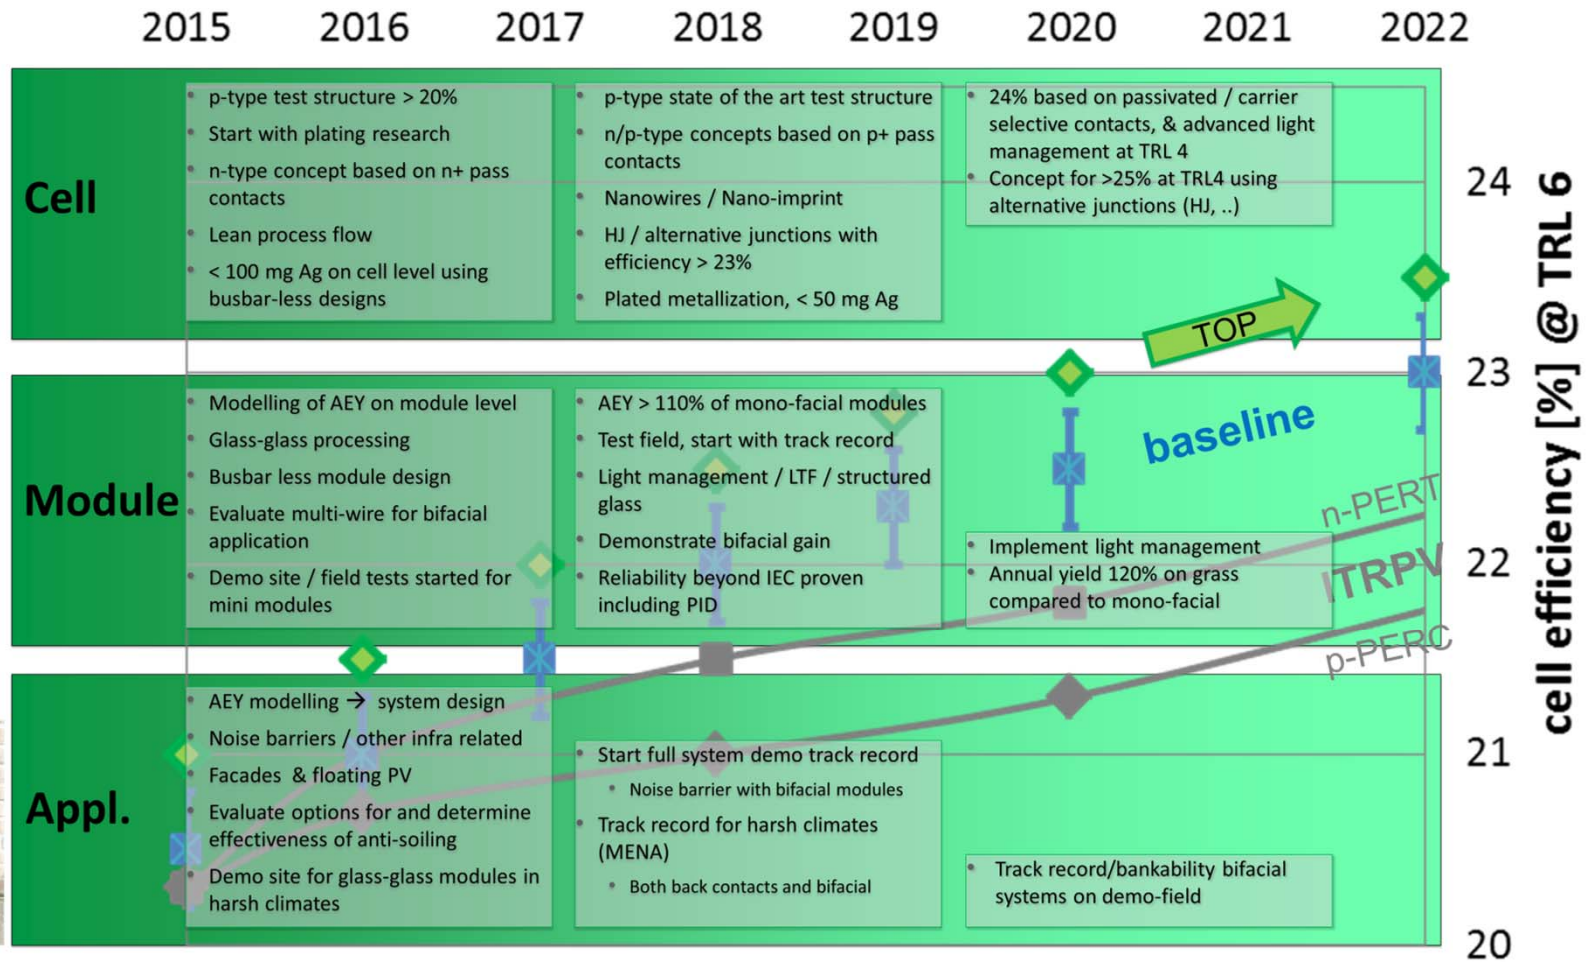 2015 2016 2017 2018 2019 2020 2021 2022
Cell
p-type test structure > 20%
Start with plating research
n-type concept based on n+ pass
contacts
Lean process flow
< 100 mg Ag on cell level using
busbar-less designs
p-type state of the art test structure
n/p-type concepts based on p+ pass
contacts
Nanowires / Nano-imprint
HJ / alternative junctions with
efficiency > 23%
Plated metallization, < 50 mg Ag
24% based on passivated / carrier
selective contacts, & advanced light
management at TRL 4
Concept for >25% at TRL4 using
alternative junctions (HJ, ..)
TOP
Module
Modelling of AEY on module level
Glass-glass processing
Busbar less module design
Evaluate multi-wire for bifacial
application
Demo site / field tests started for
mini modules
AEY > 110% of mono-facial modules
Test field, start with track record
Light management / LTF / structured
glass
Demonstrate bifacial gain
Reliability beyond IEC proven
including PID
baseline
Implement light management
Annual yield 120% on grass
compared to mono-facial
n-PERT
ITRPV
p-PERC
Appl.
AEY modelling → system design
Noise barriers / other infra related
Facades & floating PV
Evaluate options for and determine
effectiveness of anti-soiling
Demo site for glass-glass modules in
harsh climates
Start full system demo track record
Noise barrier with bifacial modules
Track record for harsh climates
(MENA)
Both back contacts and bifacial
Track record/bankability bifacial
systems on demo-field
24
23
22
21
20
cell efficiency [%] @ TRL 6